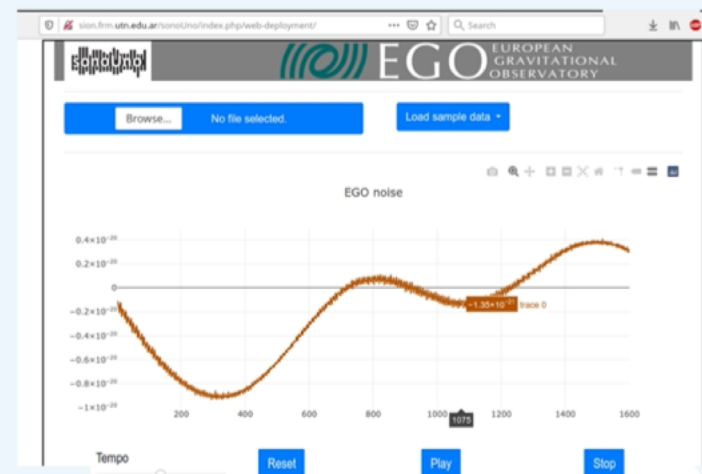 sion.frm.utn.edu.ar/sonoUno/index.php/web-deployment/
Search
sonoUno
EGO
EUROPEAN
GRAVITATIONAL
OBSERVATORY
Browse...
No file selected.
Load sample data
EGO noise
0.4×10⁻²⁰
0.2×10⁻²⁰
0
−0.2×10⁻²⁰
−0.4×10⁻²⁰
−0.6×10⁻²⁰
−0.8×10⁻²⁰
−1×10⁻²⁰
−1.35×10⁻²¹ trace 0
200 400 600 800 1000 1200 1400 1600
1075
Tempo
Reset
Play
Stop